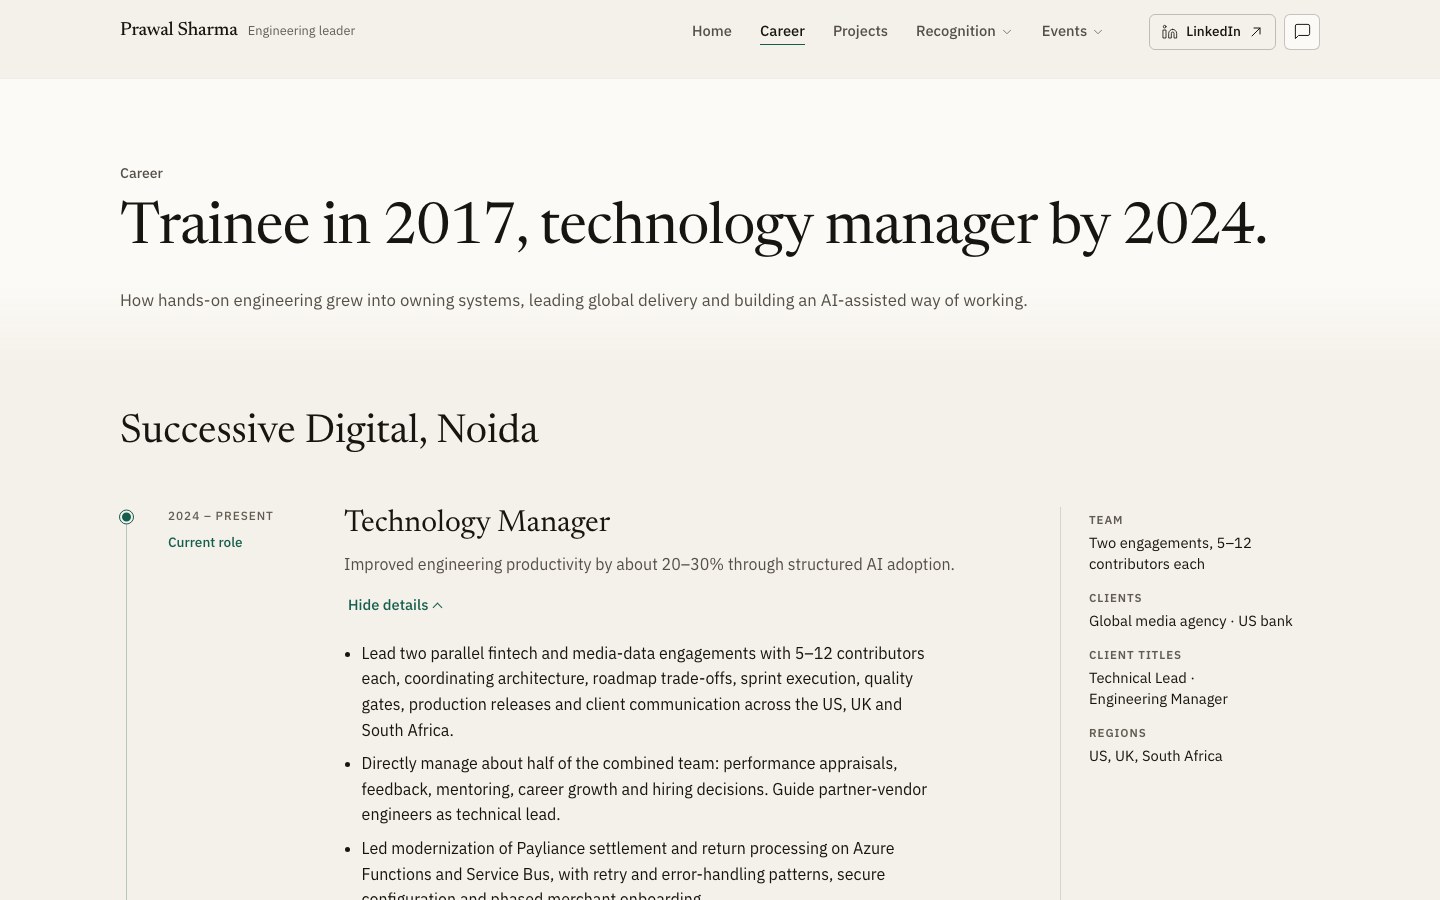 Prawal Sharma Engineering leader
Home Career Projects Recognition Events LinkedIn
Career
Trainee in 2017, technology manager by 2024.
How hands-on engineering grew into owning systems, leading global delivery and building an AI-assisted way of working.
Successive Digital, Noida
2024 – PRESENT
Current role
Technology Manager
Improved engineering productivity by about 20–30% through structured AI adoption.
Hide details
• Lead two parallel fintech and media-data engagements with 5–12 contributors
each, coordinating architecture, roadmap trade-offs, sprint execution, quality
gates, production releases and client communication across the US, UK and
South Africa.
• Directly manage about half of the combined team: performance appraisals,
feedback, mentoring, career growth and hiring decisions. Guide partner-vendor
engineers as technical lead.
• Led modernization of Payliance settlement and return processing on Azure
Functions and Service Bus, with retry and error-handling patterns, secure
configuration and phased merchant onboarding.
TEAM
Two engagements, 5–12
contributors each
CLIENTS
Global media agency · US bank
CLIENT TITLES
Technical Lead ·
Engineering Manager
REGIONS
US, UK, South Africa